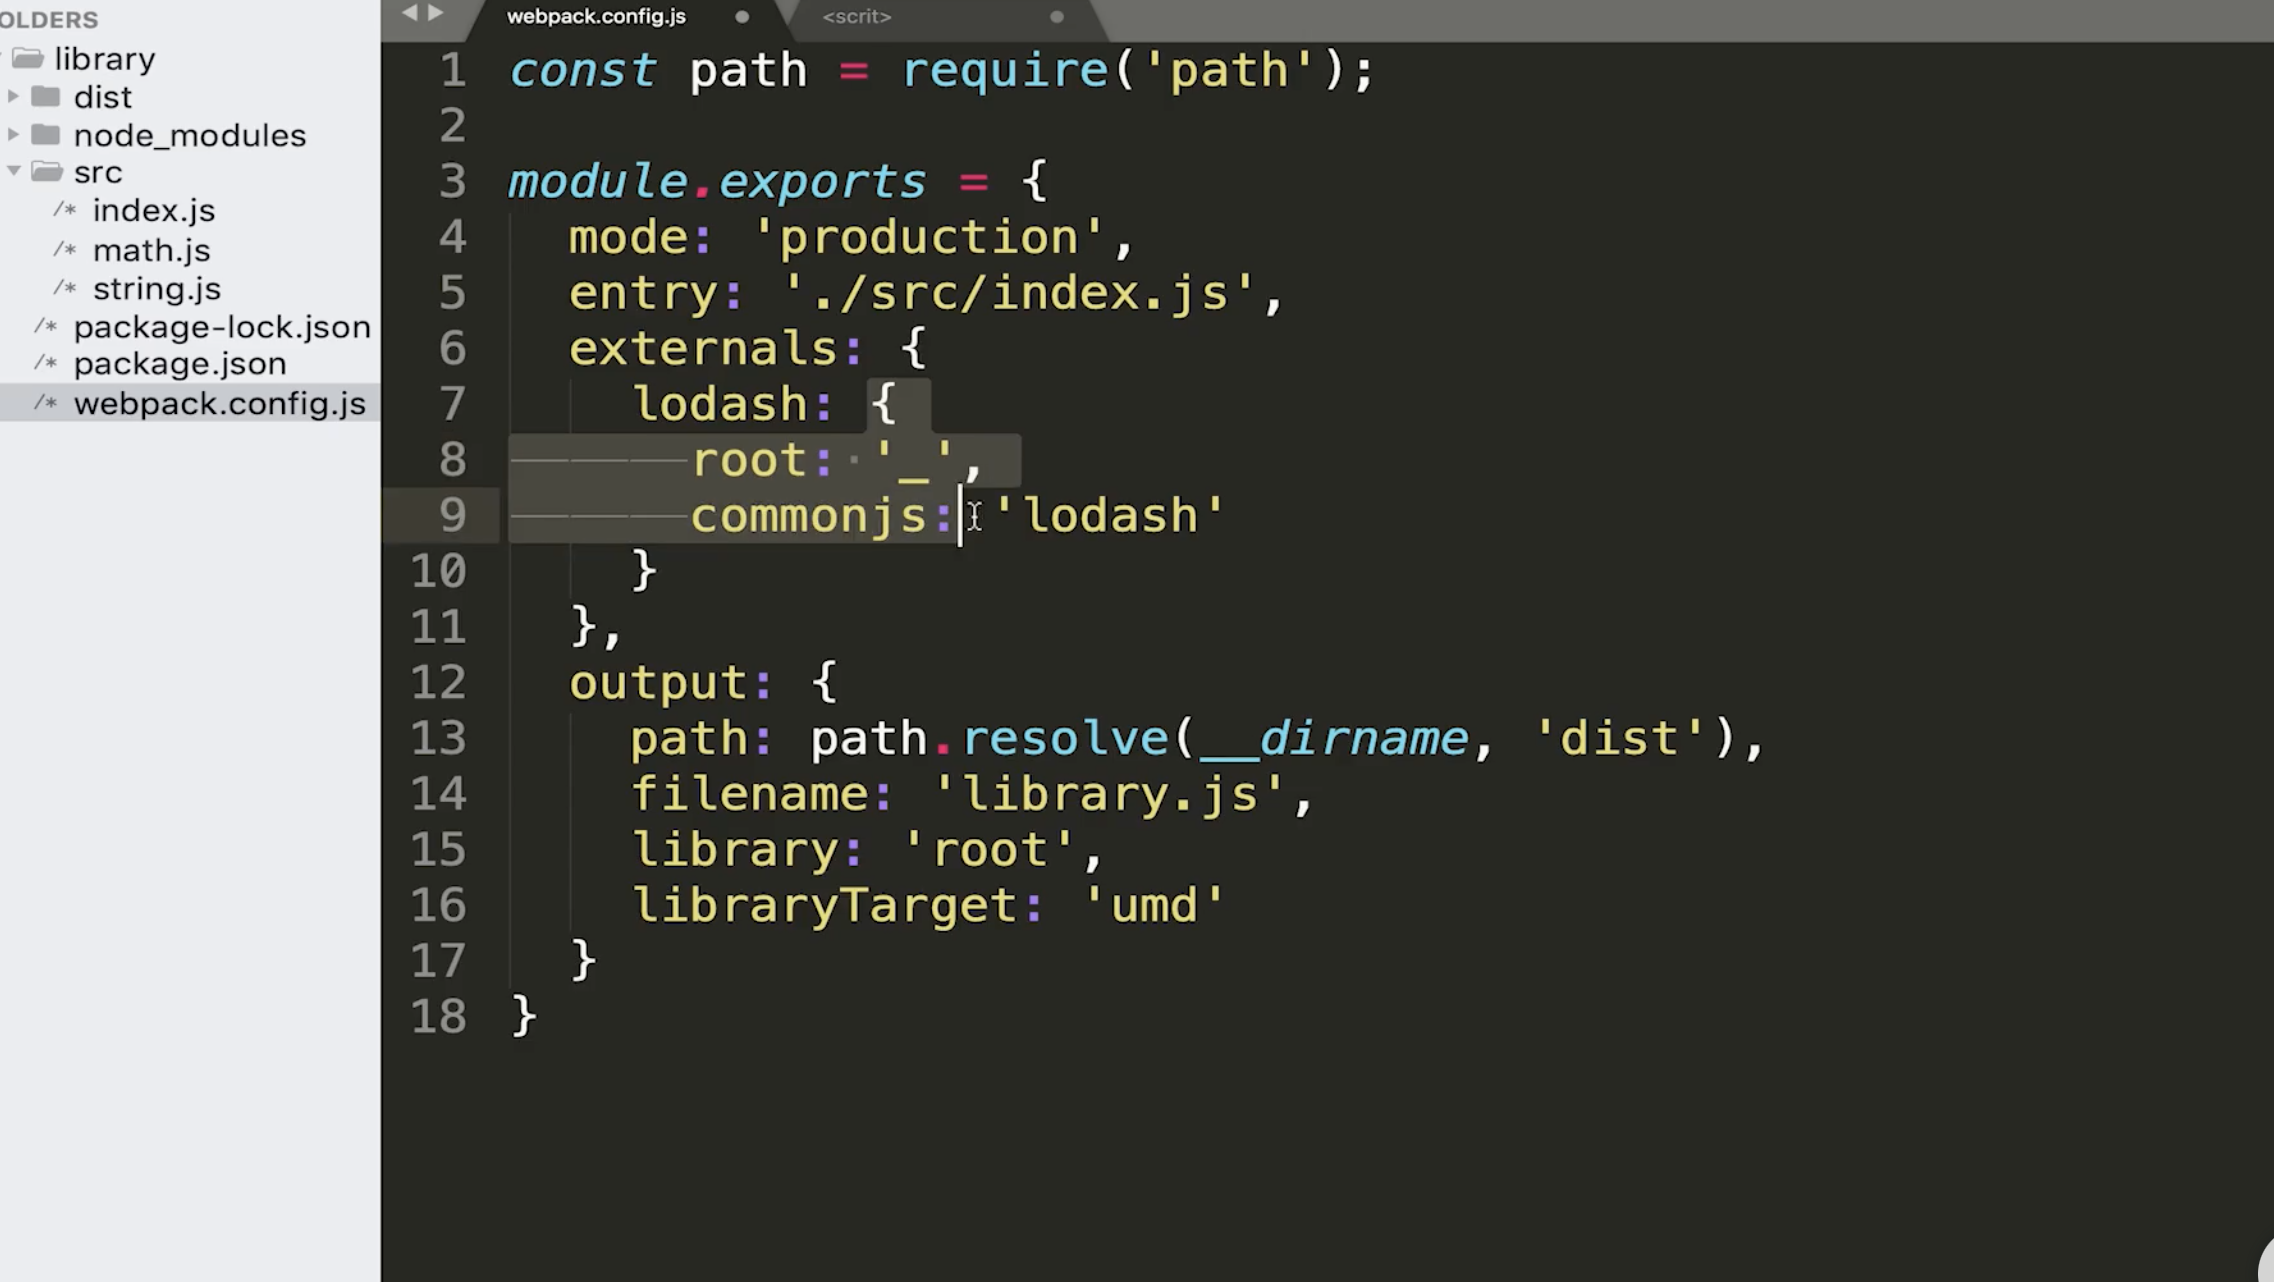 OLDERS
library
dist
node_modules
src
/* index.js
/* math.js
/* string.js
/* package-lock.json
/* package.json
/* webpack.config.js
webpack.config.js
<scrit>
1 const path = require('path');
2
3 module.exports = {
4 mode: 'production',
5 entry: './src/index.js',
6 externals: {
7 lodash: {
8 root: '_',
9 commonjs: 'lodash'
10 }
11 },
12 output: {
13 path: path.resolve(__dirname, 'dist'),
14 filename: 'library.js',
15 library: 'root',
16 libraryTarget: 'umd'
17 }
18 }